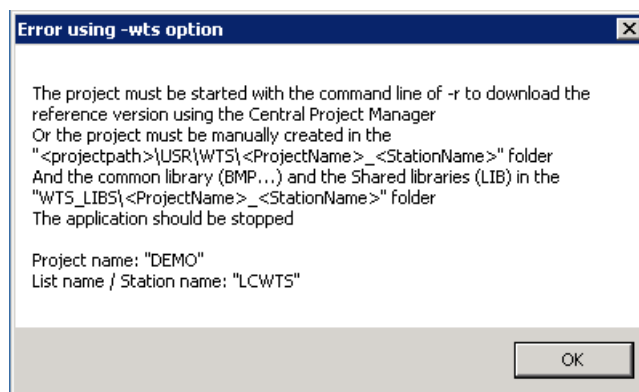 Error using -wts option
The project must be started with the command line of -r to download the
reference version using the Central Project Manager
Or the project must be manually created in the
"<projectpath>\USR\WTS\<ProjectName>_<StationName>" folder
And the common library (BMP...) and the Shared libraries (LIB) in the
"WTS_LIBS\<ProjectName>_<StationName>" folder
The application should be stopped
Project name: "DEMO"
List name / Station name: "LCWTS"
OK